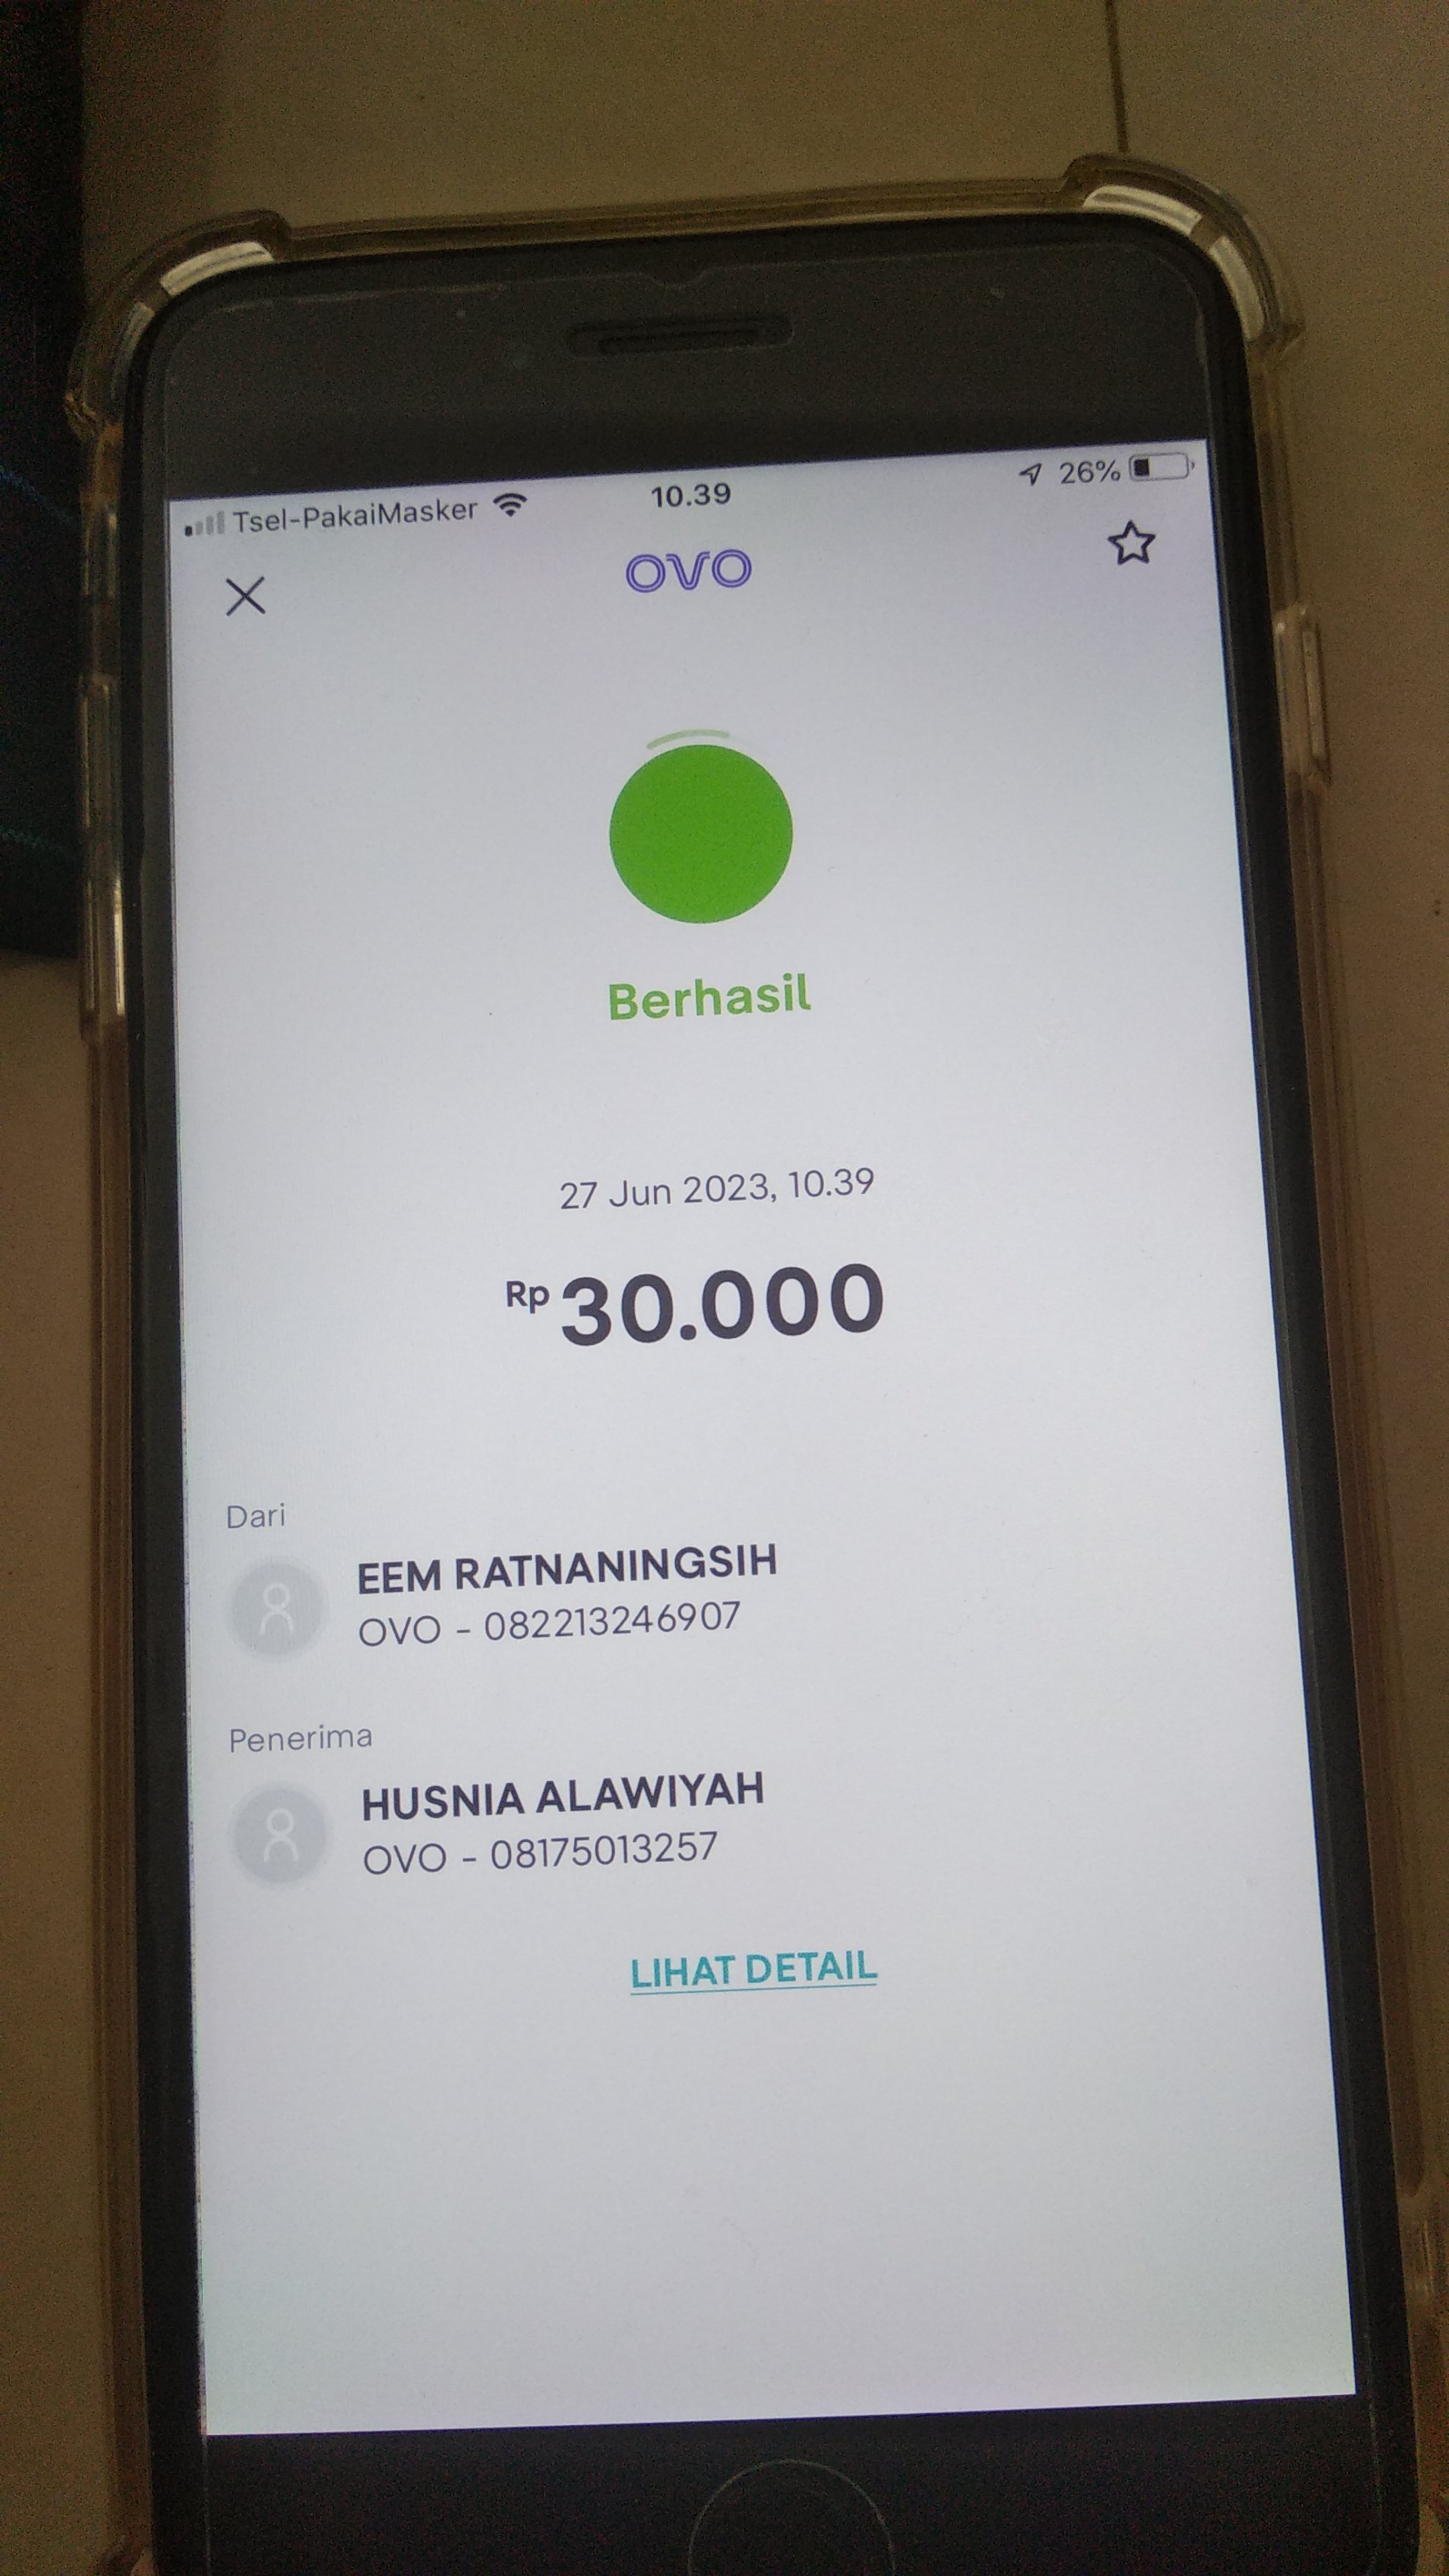 Tsel-PakaiMasker 10.39 26%
OVO
Berhasil
27 Jun 2023, 10.39
Rp 30.000
Dari
EEM RATNANINGSIH
OVO - 082213246907
Penerima
HUSNIA ALAWIYAH
OVO - 08175013257
LIHAT DETAIL